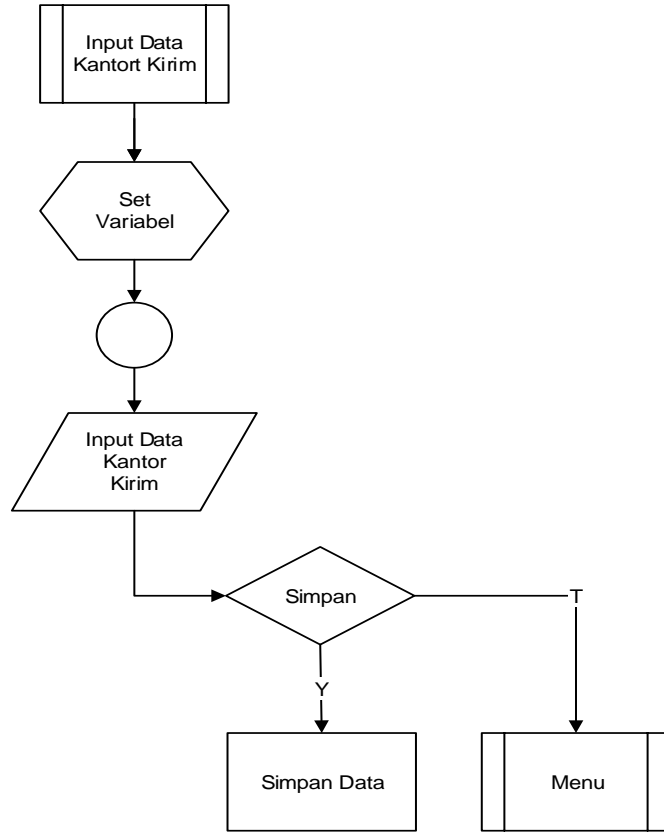 Input Data
Kantort Kirim
Set
Variabel
Input Data
Kantor
Kirim
Simpan
T
Y
Simpan Data
Menu